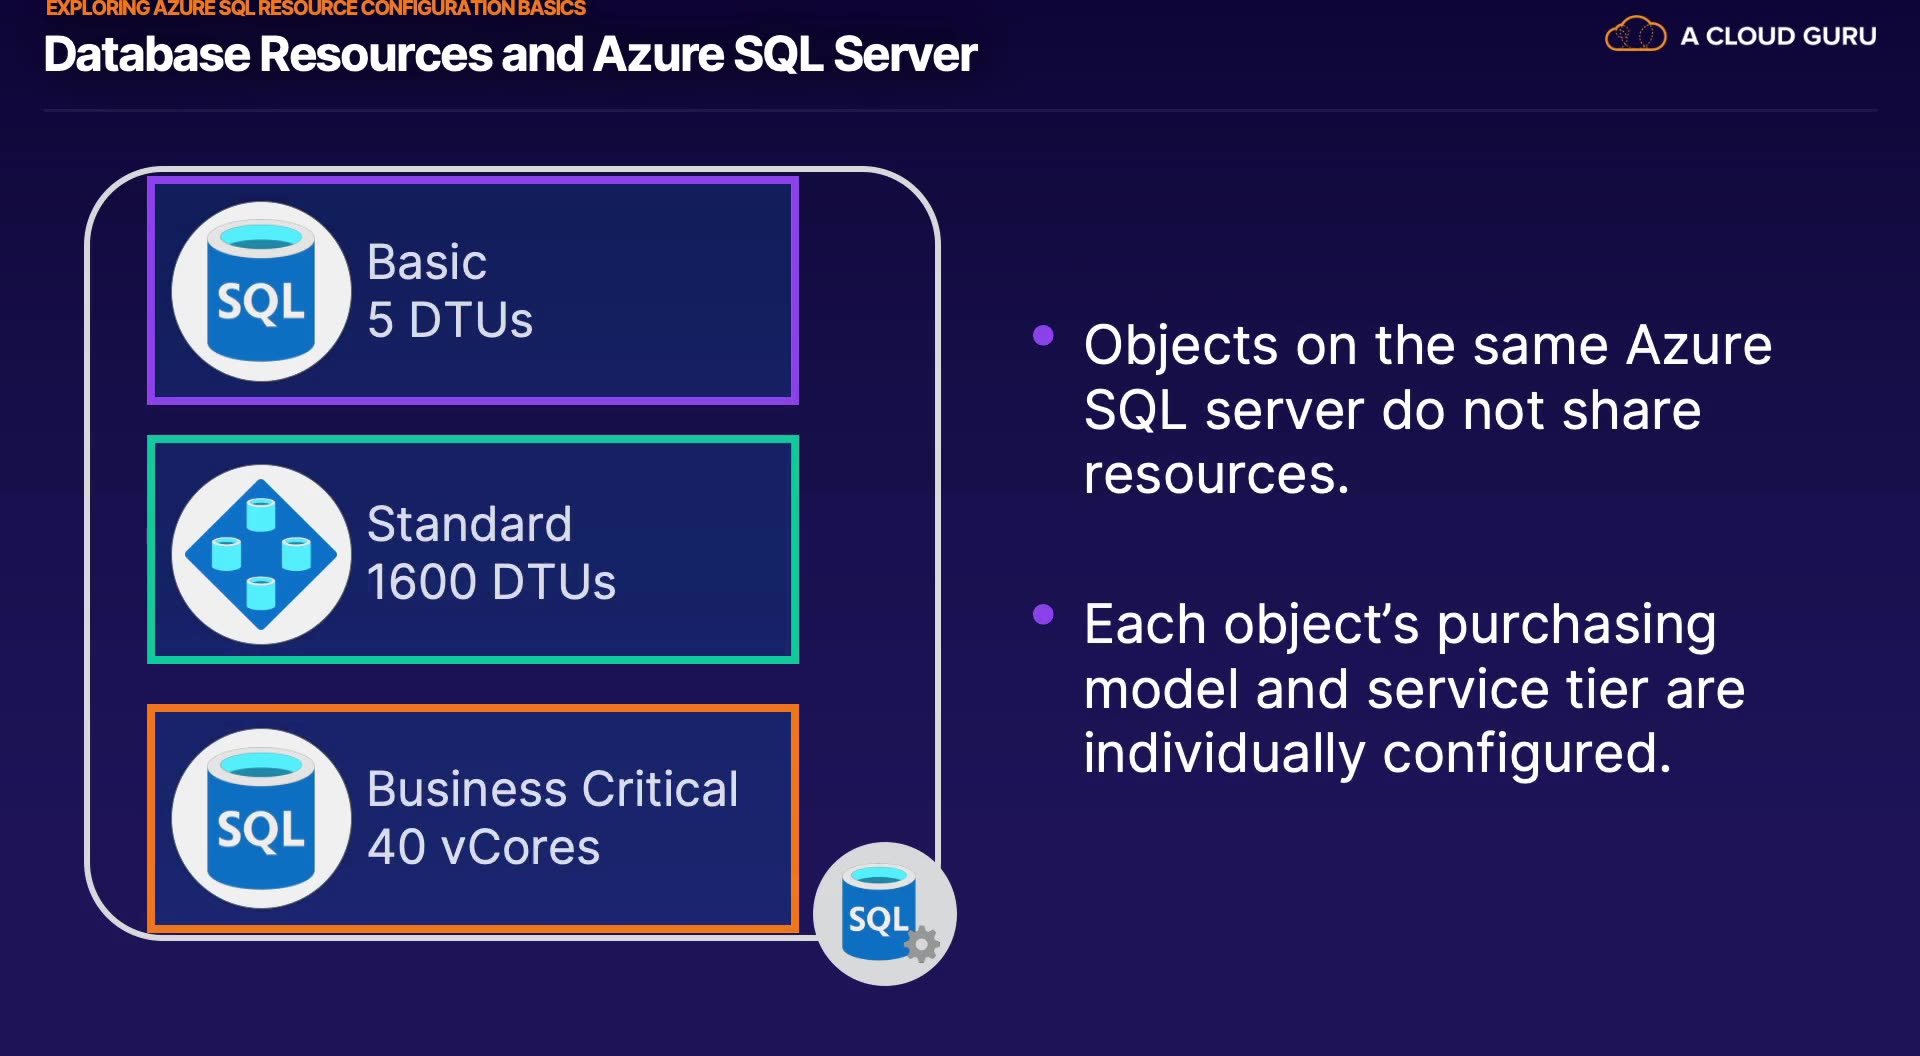 EXPLORING AZURE SQL RESOURCE CONFIGURATION BASICS
Database Resources and Azure SQL Server
A CLOUD GURU
SQL
Basic
5 DTUs
Standard
1600 DTUs
SQL
Business Critical
40 vCores
SQL
Objects on the same Azure
SQL server do not share
resources.
Each object’s purchasing
model and service tier are
individually configured.